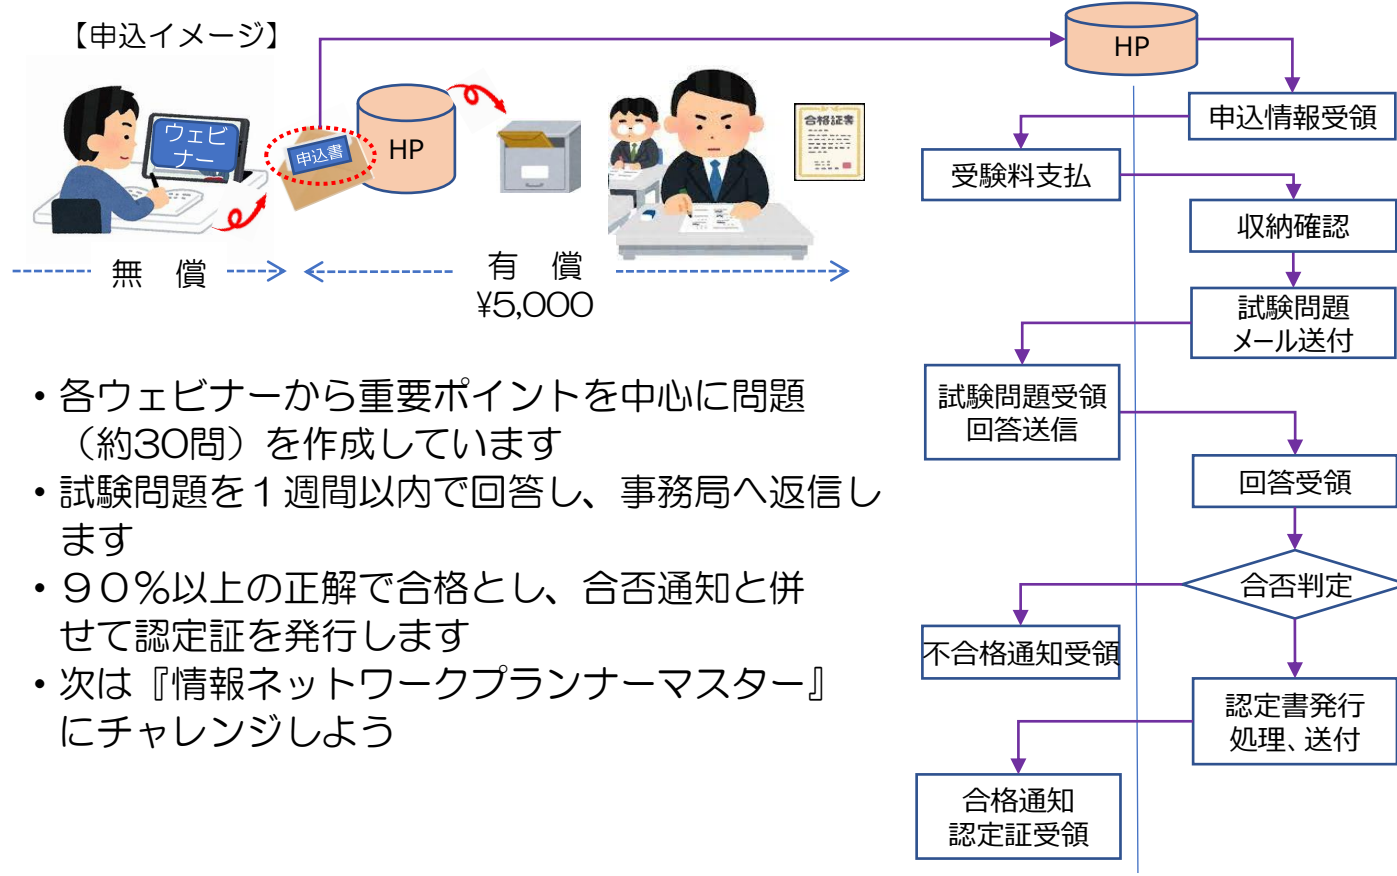 【申込イメージ】
ウェビ
ナー
申込書
HP
合格証書
無　償
有　償
¥5,000
・各ウェビナーから重要ポイントを中心に問題
（約30問）を作成しています
・試験問題を１週間以内で回答し、事務局へ返信し
ます
・９０％以上の正解で合格とし、合否通知と併
せて認定証を発行します
・次は『情報ネットワークプランナーマスター』
にチャレンジしよう
HP
申込情報受領
受験料支払
収納確認
試験問題
メール送付
試験問題受領
回答送信
回答受領
合否判定
不合格通知受領
認定書発行
処理、送付
合格通知
認定証受領